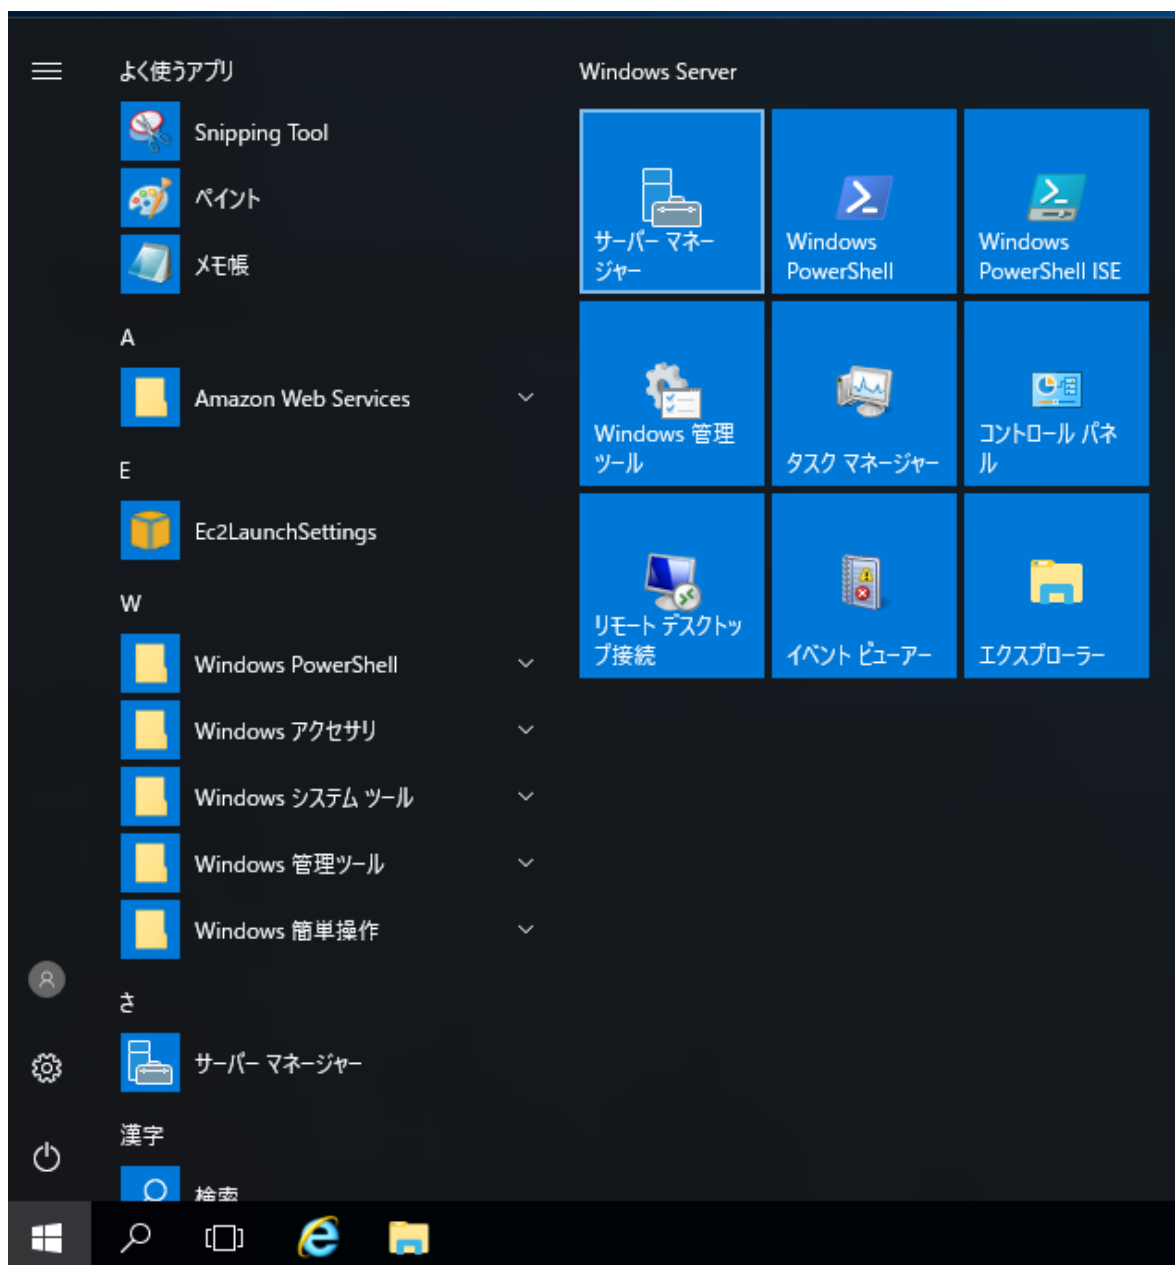 よく使うアプリ
Snipping Tool
ペイント
メモ帳
A
Amazon Web Services
E
Ec2LaunchSettings
W
Windows PowerShell
Windows アクセサリ
Windows システム ツール
Windows 管理ツール
Windows 簡単操作
さ
サーバー マネージャー
漢字
検索
Windows Server
サーバー マネー
ジャー
Windows
PowerShell
Windows
PowerShell ISE
Windows 管理
ツール
タスク マネージャー
コントロール パネ
ル
リモート デスクトッ
プ接続
イベント ビューアー
エクスプローラー